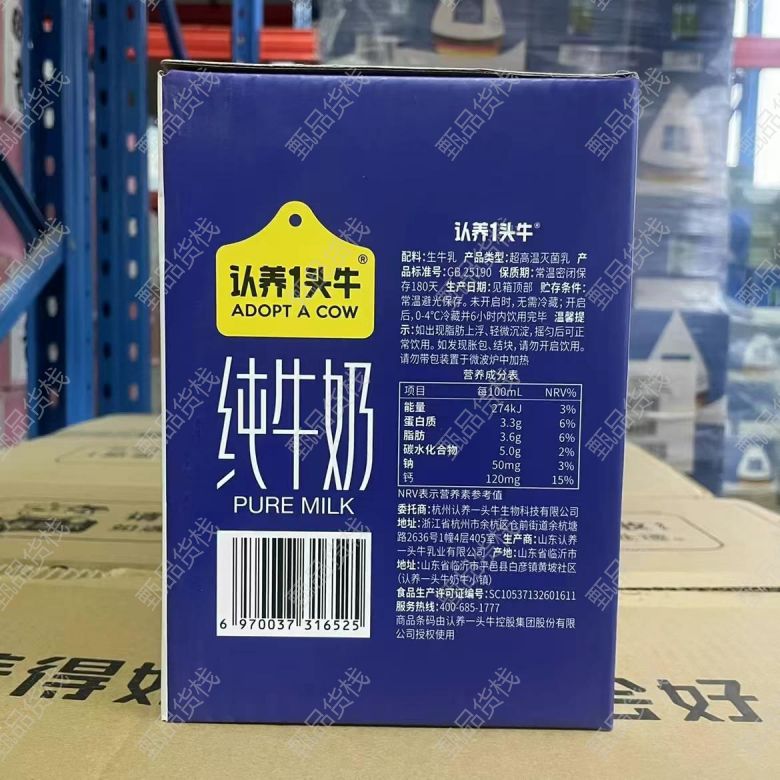 认养1头牛®
ADOPT A COW
纯牛奶
PURE MILK
6 970037 316525
认养1头牛®
配料:生牛乳 产品类型:超高温灭菌乳 产
品标准号:GB 25190 保质期:常温密闭保
存180天 生产日期:见箱顶部 贮存条件:
常温避光保存。未开启时,无需冷藏;开启
后,0-4℃冷藏并6小时内饮用完毕 温馨提
示:如出现脂肪上浮、轻微沉淀,摇匀后可正
常饮用。如发现胀包、结块,请勿开启饮用。
请勿带包装置于微波炉中加热
营养成分表
项目 每100mL NRV%
能量 274kJ 3%
蛋白质 3.3g 6%
脂肪 3.6g 6%
碳水化合物 5.0g 2%
钠 50mg 3%
钙 120mg 15%
NRV表示营养素参考值
委托商:杭州认养一头牛生物科技有限公司
地址:浙江省杭州市余杭区仓前街道余杭塘
路2636号1幢4层405室 生产商:山东认养
一头牛乳业有限公司 产地:山东省临沂市
地址:山东省临沂市平邑县白彦镇黄坡社区
(认养一头牛奶牛小镇)
食品生产许可证编号:SC10537132601611
服务热线:400-685-1777
商品条码由认养一头牛控股集团股份有限
公司授权使用
养得好
会好
甄品货栈